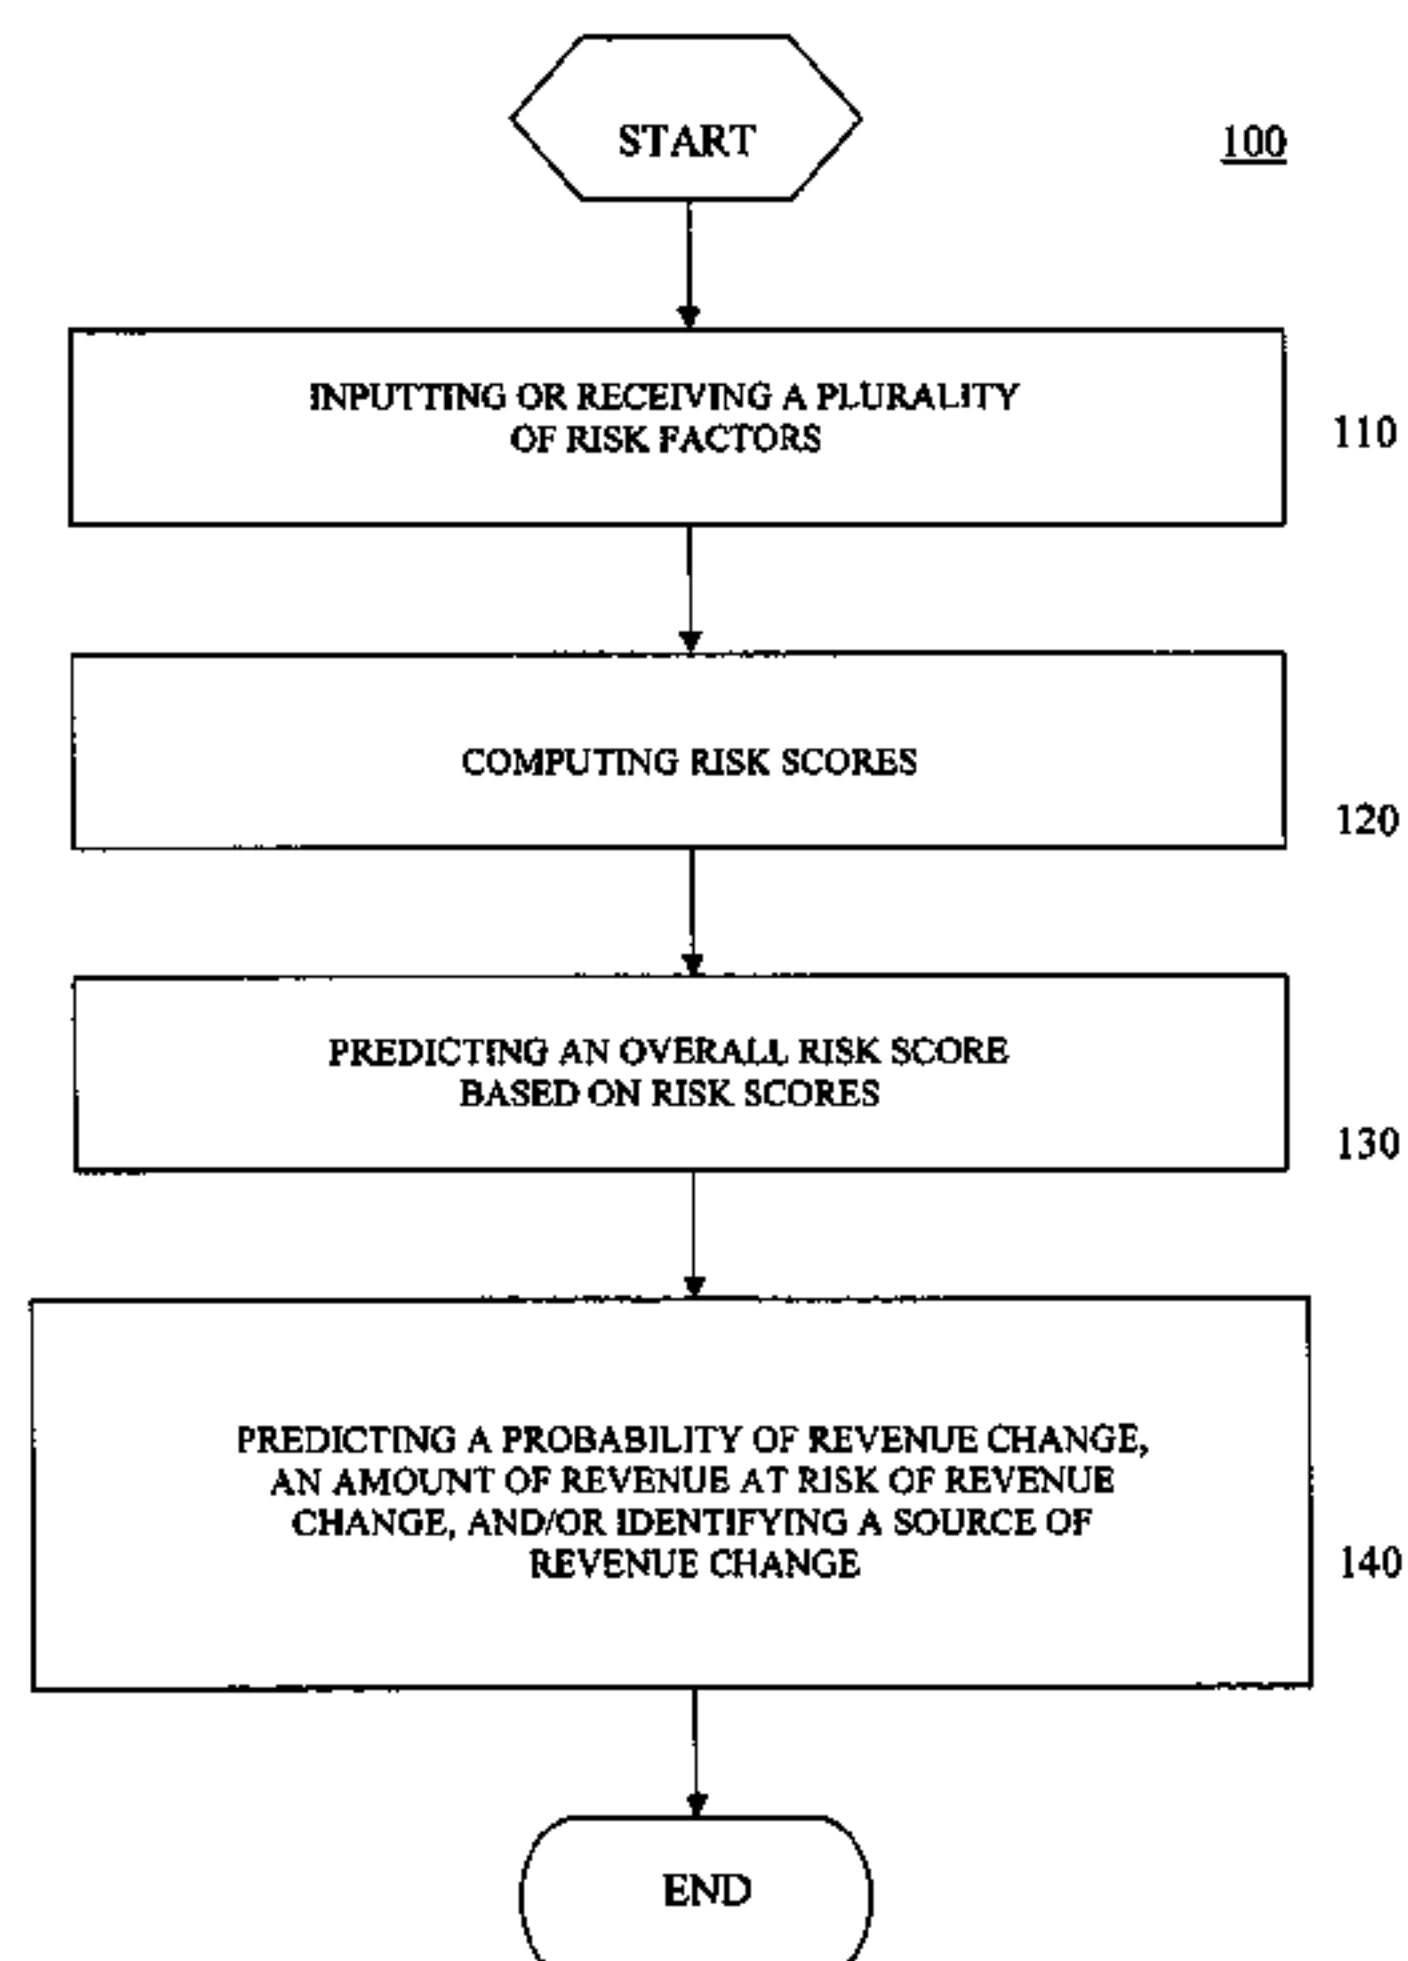 START
100
INPUTTING OR RECEIVING A PLURALITY
OF RISK FACTORS
110
COMPUTING RISK SCORES
120
PREDICTING AN OVERALL RISK SCORE
BASED ON RISK SCORES
130
PREDICTING A PROBABILITY OF REVENUE CHANGE,
AN AMOUNT OF REVENUE AT RISK OF REVENUE
CHANGE, AND/OR IDENTIFYING A SOURCE OF
REVENUE CHANGE
140
END